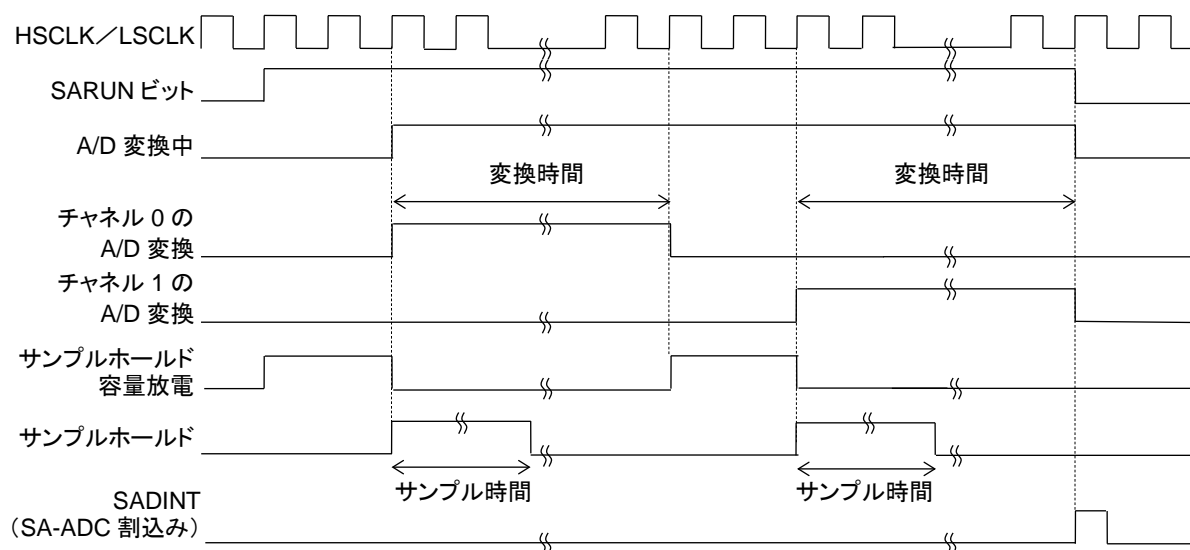 HSCLK／LSCLK
SARUN ビット
A/D 変換中
変換時間
変換時間
チャネル 0 の
A/D 変換
チャネル 1 の
A/D 変換
サンプルホールド
容量放電
サンプルホールド
サンプル時間
サンプル時間
SADINT
（SA-ADC 割込み）